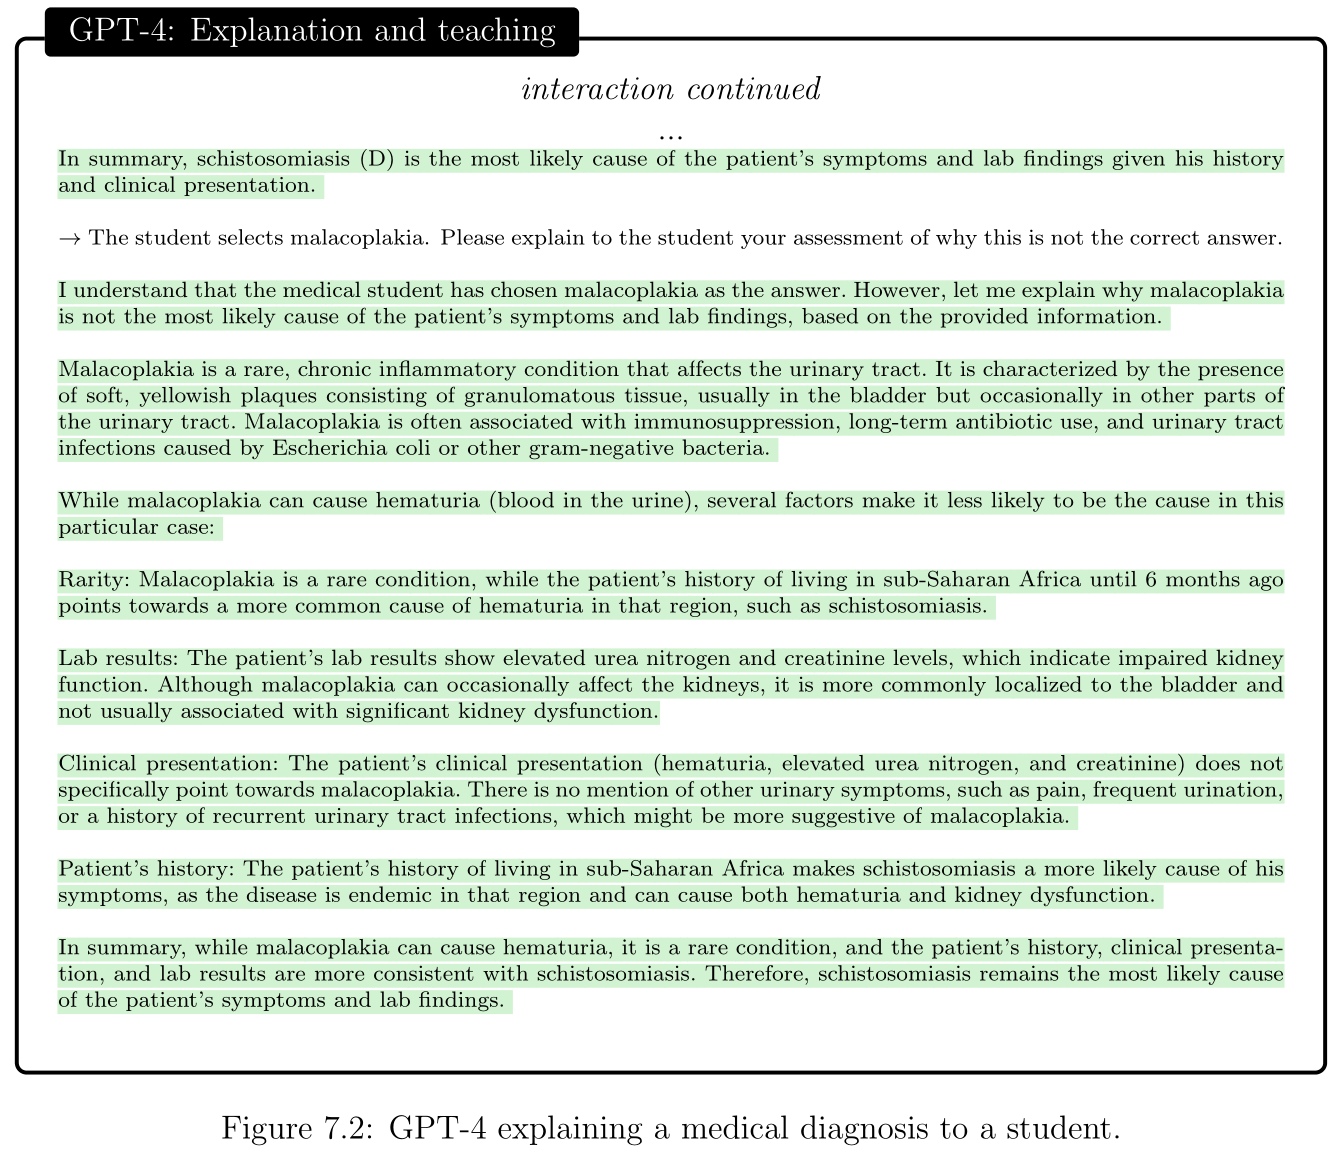 GPT-4: Explanation and teaching
interaction continued
...
In summary, schistosomiasis (D) is the most likely cause of the patient's symptoms and lab findings given his history
and clinical presentation.
→ The student selects malacoplakia. Please explain to the student your assessment of why this is not the correct answer.
I understand that the medical student has chosen malacoplakia as the answer. However, let me explain why malacoplakia
is not the most likely cause of the patient's symptoms and lab findings, based on the provided information.
Malacoplakia is a rare, chronic inflammatory condition that affects the urinary tract. It is characterized by the presence
of soft, yellowish plaques consisting of granulomatous tissue, usually in the bladder but occasionally in other parts of
the urinary tract. Malacoplakia is often associated with immunosuppression, long-term antibiotic use, and urinary tract
infections caused by Escherichia coli or other gram-negative bacteria.
While malacoplakia can cause hematuria (blood in the urine), several factors make it less likely to be the cause in this
particular case:
Rarity: Malacoplakia is a rare condition, while the patient's history of living in sub-Saharan Africa until 6 months ago
points towards a more common cause of hematuria in that region, such as schistosomiasis.
Lab results: The patient's lab results show elevated urea nitrogen and creatinine levels, which indicate impaired kidney
function. Although malacoplakia can occasionally affect the kidneys, it is more commonly localized to the bladder and
not usually associated with significant kidney dysfunction.
Clinical presentation: The patient's clinical presentation (hematuria, elevated urea nitrogen, and creatinine) does not
specifically point towards malacoplakia. There is no mention of other urinary symptoms, such as pain, frequent urination,
or a history of recurrent urinary tract infections, which might be more suggestive of malacoplakia.
Patient's history: The patient's history of living in sub-Saharan Africa makes schistosomiasis a more likely cause of his
symptoms, as the disease is endemic in that region and can cause both hematuria and kidney dysfunction.
In summary, while malacoplakia can cause hematuria, it is a rare condition, and the patient's history, clinical presenta-
tion, and lab results are more consistent with schistosomiasis. Therefore, schistosomiasis remains the most likely cause
of the patient's symptoms and lab findings.
Figure 7.2: GPT-4 explaining a medical diagnosis to a student.